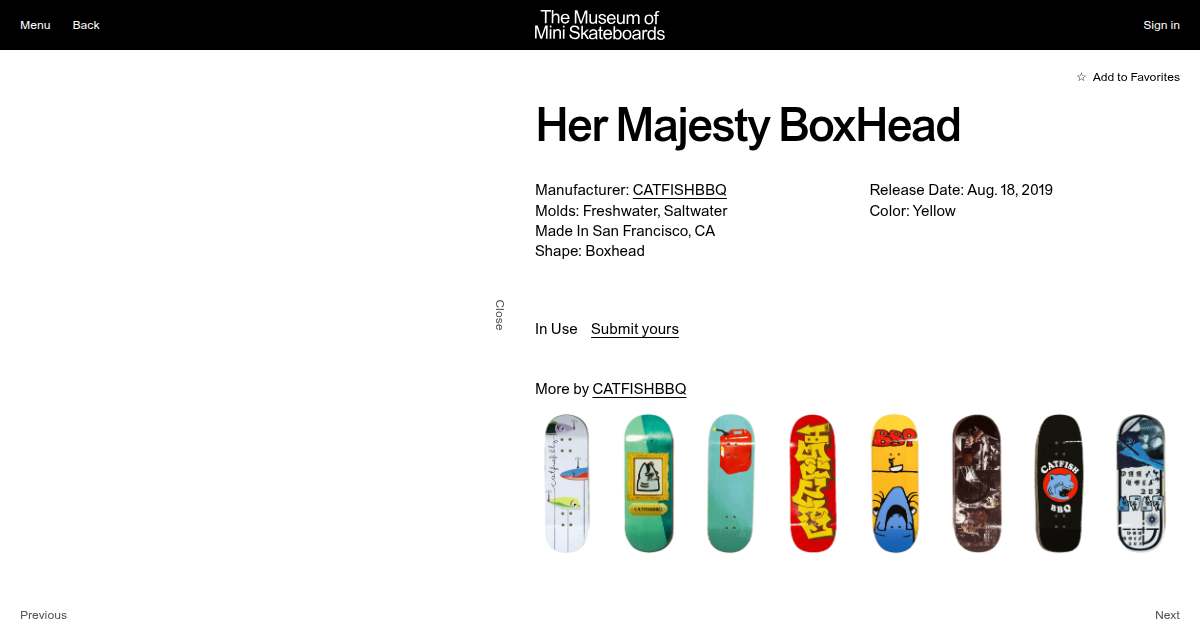 Menu
Back
The Museum of
Mini Skateboards
Sign in
☆ Add to Favorites
Her Majesty BoxHead
Manufacturer: CATFISHBBQ
Molds: Freshwater, Saltwater
Made In San Francisco, CA
Shape: Boxhead
Release Date: Aug. 18, 2019
Color: Yellow
Close
In Use
Submit yours
More by CATFISHBBQ
CATFISHBBQ
BSP
CATFISH
BBQ
Previous
Next